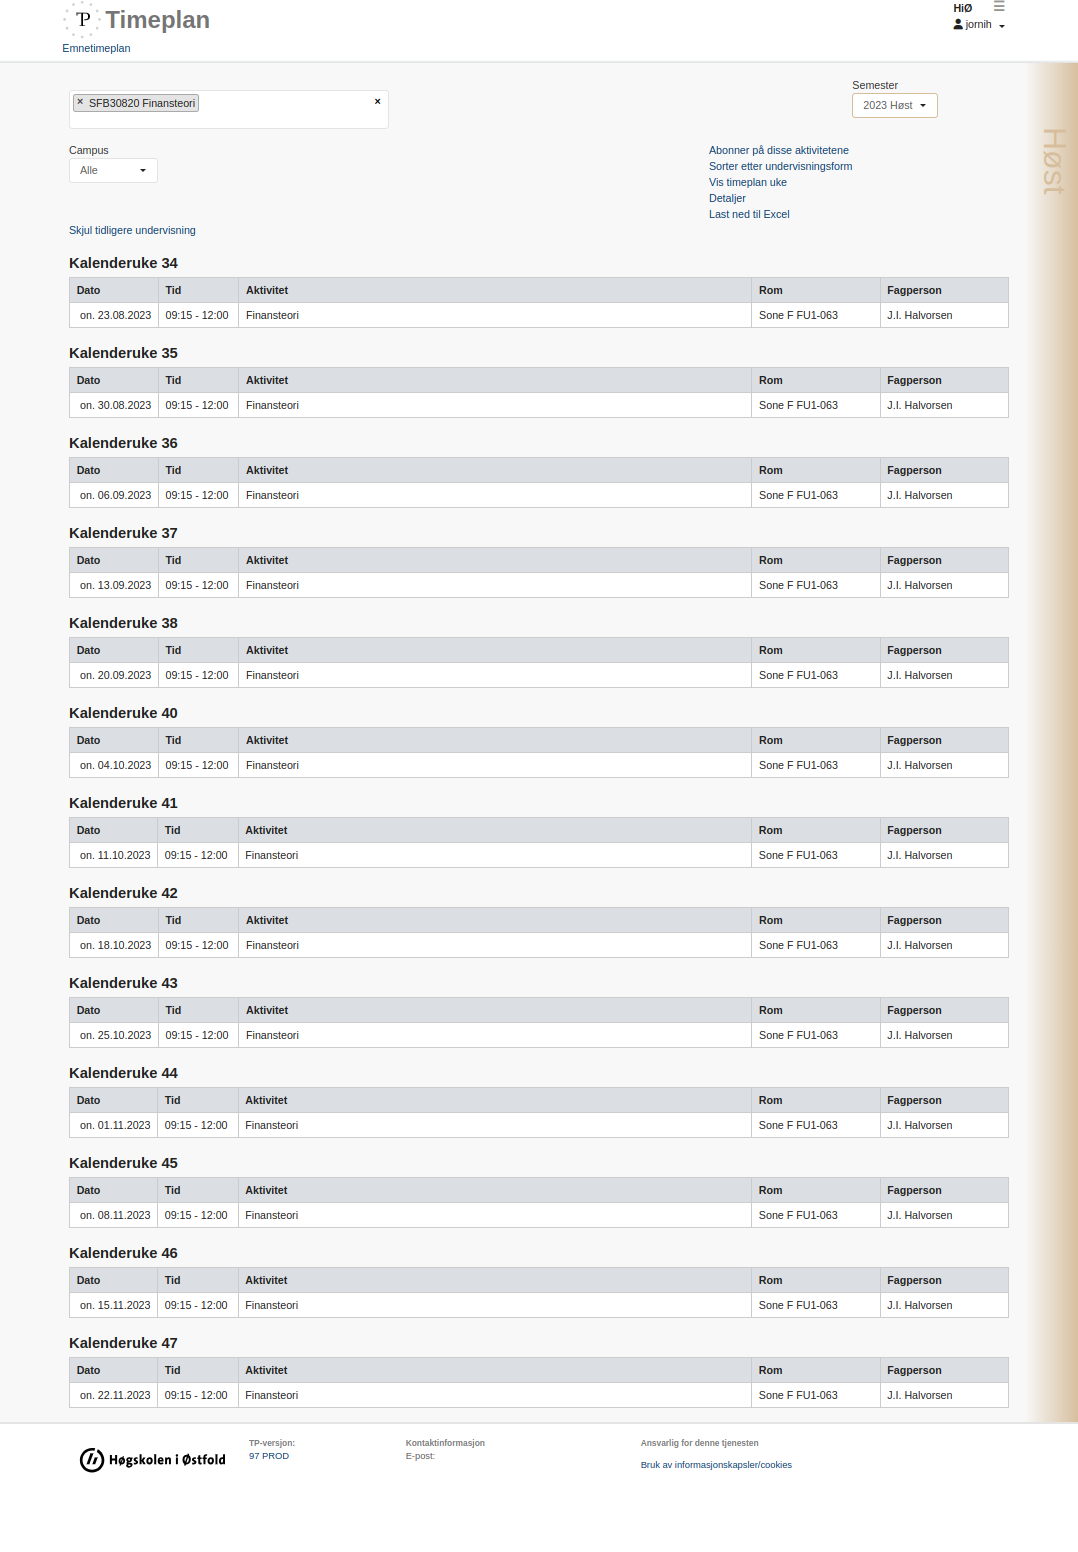 TP Timeplan
HiØ
jornih
Emnetimeplan
× SFB30820 Finansteori ×
Semester
2023 Høst
Høst
Campus
Alle
Abonner på disse aktivitetene
Sorter etter undervisningsform
Vis timeplan uke
Detaljer
Last ned til Excel
Skjul tidligere undervisning
Kalenderuke 34
Dato Tid Aktivitet Rom Fagperson
on. 23.08.2023 09:15 - 12:00 Finansteori Sone F FU1-063 J.I. Halvorsen
Kalenderuke 35
Dato Tid Aktivitet Rom Fagperson
on. 30.08.2023 09:15 - 12:00 Finansteori Sone F FU1-063 J.I. Halvorsen
Kalenderuke 36
Dato Tid Aktivitet Rom Fagperson
on. 06.09.2023 09:15 - 12:00 Finansteori Sone F FU1-063 J.I. Halvorsen
Kalenderuke 37
Dato Tid Aktivitet Rom Fagperson
on. 13.09.2023 09:15 - 12:00 Finansteori Sone F FU1-063 J.I. Halvorsen
Kalenderuke 38
Dato Tid Aktivitet Rom Fagperson
on. 20.09.2023 09:15 - 12:00 Finansteori Sone F FU1-063 J.I. Halvorsen
Kalenderuke 40
Dato Tid Aktivitet Rom Fagperson
on. 04.10.2023 09:15 - 12:00 Finansteori Sone F FU1-063 J.I. Halvorsen
Kalenderuke 41
Dato Tid Aktivitet Rom Fagperson
on. 11.10.2023 09:15 - 12:00 Finansteori Sone F FU1-063 J.I. Halvorsen
Kalenderuke 42
Dato Tid Aktivitet Rom Fagperson
on. 18.10.2023 09:15 - 12:00 Finansteori Sone F FU1-063 J.I. Halvorsen
Kalenderuke 43
Dato Tid Aktivitet Rom Fagperson
on. 25.10.2023 09:15 - 12:00 Finansteori Sone F FU1-063 J.I. Halvorsen
Kalenderuke 44
Dato Tid Aktivitet Rom Fagperson
on. 01.11.2023 09:15 - 12:00 Finansteori Sone F FU1-063 J.I. Halvorsen
Kalenderuke 45
Dato Tid Aktivitet Rom Fagperson
on. 08.11.2023 09:15 - 12:00 Finansteori Sone F FU1-063 J.I. Halvorsen
Kalenderuke 46
Dato Tid Aktivitet Rom Fagperson
on. 15.11.2023 09:15 - 12:00 Finansteori Sone F FU1-063 J.I. Halvorsen
Kalenderuke 47
Dato Tid Aktivitet Rom Fagperson
on. 22.11.2023 09:15 - 12:00 Finansteori Sone F FU1-063 J.I. Halvorsen
Høgskolen i Østfold
TP-versjon:
97 PROD
Kontaktinformasjon
E-post:
Ansvarlig for denne tjenesten
Bruk av informasjonskapsler/cookies